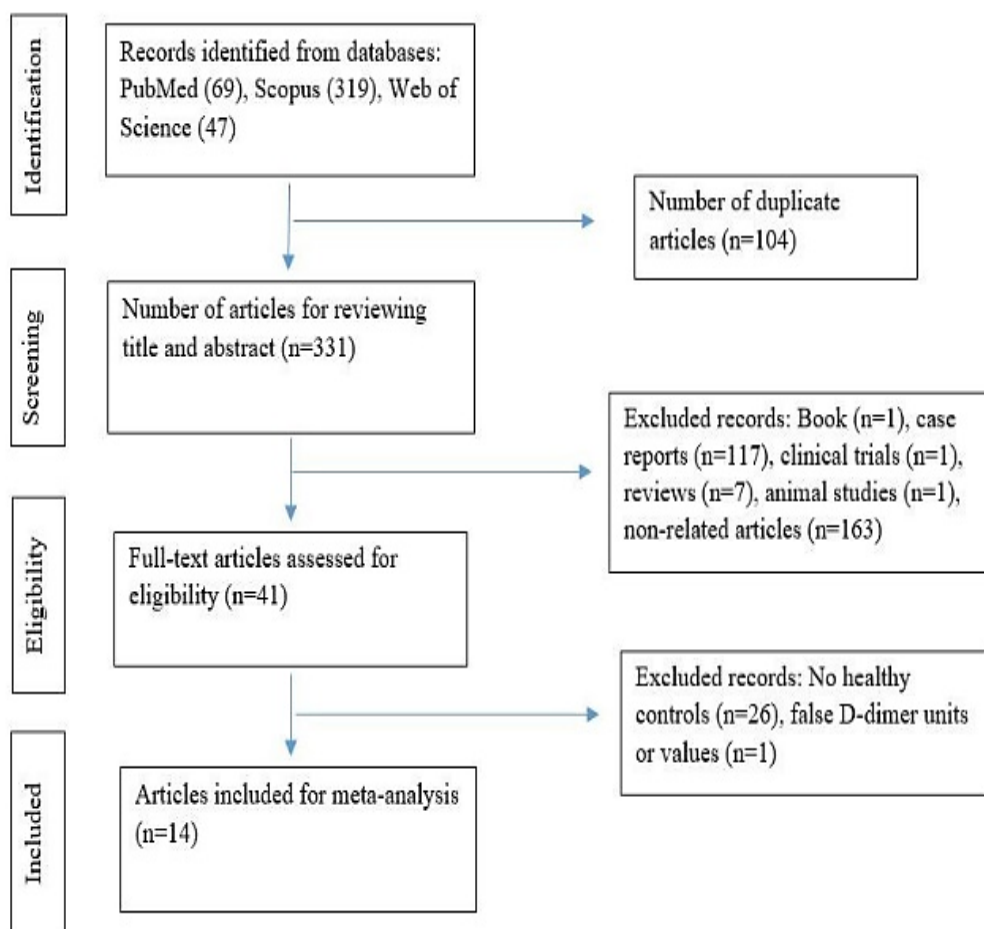 Identification
Records identified from databases:
PubMed (69), Scopus (319), Web of
Science (47)
Number of duplicate
articles (n=104)
Screening
Number of articles for reviewing
title and abstract (n=331)
Excluded records: Book (n=1), case
reports (n=117), clinical trials (n=1),
reviews (n=7), animal studies (n=1),
non-related articles (n=163)
Eligibility
Full-text articles assessed for
eligibility (n=41)
Excluded records: No healthy
controls (n=26), false D-dimer units
or values (n=1)
Included
Articles included for meta-analysis
(n=14)